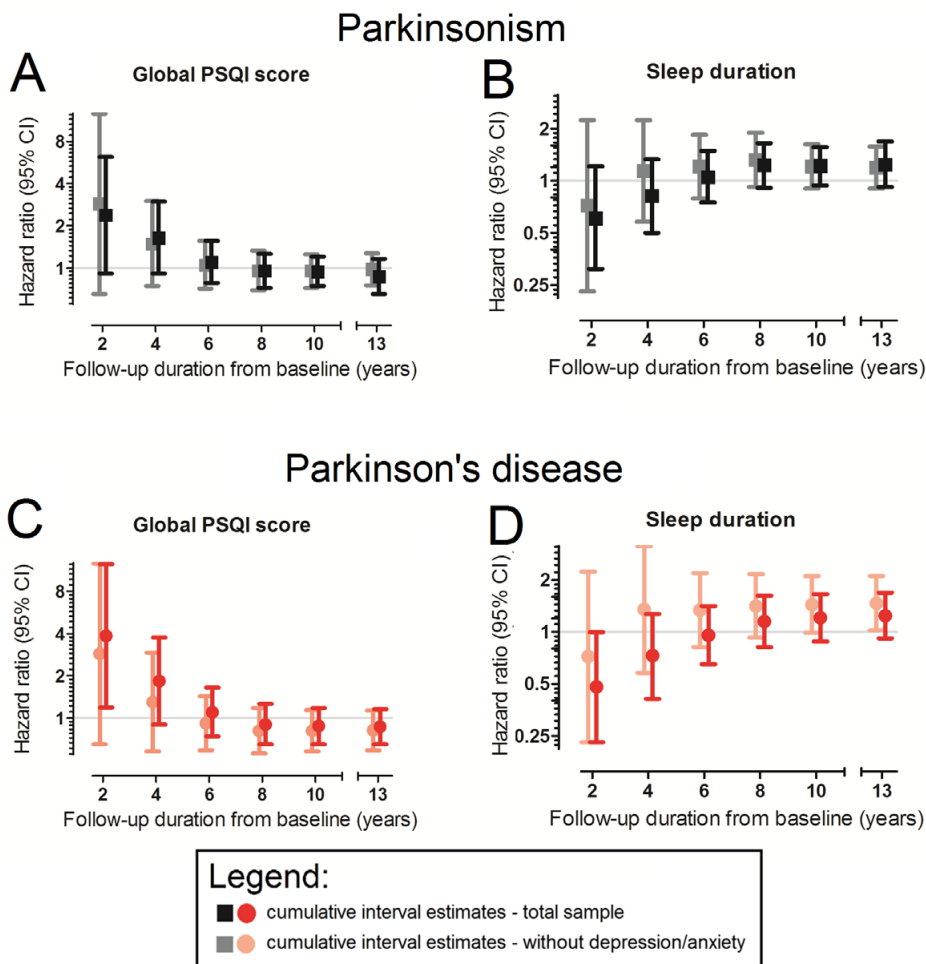 Parkinsonism
A
Global PSQI score
Hazard ratio (95% CI)
8
4
2
1
2 4 6 8 10 13
Follow-up duration from baseline (years)
B
Sleep duration
Hazard ratio (95% CI)
2
1
0.5
0.25
2 4 6 8 10 13
Follow-up duration from baseline (years)
Parkinson's disease
C
Global PSQI score
Hazard ratio (95% CI)
8
4
2
1
2 4 6 8 10 13
Follow-up duration from baseline (years)
D
Sleep duration
Hazard ratio (95% CI)
2
1
0.5
0.25
2 4 6 8 10 13
Follow-up duration from baseline (years)
Legend:
cumulative interval estimates - total sample
cumulative interval estimates - without depression/anxiety